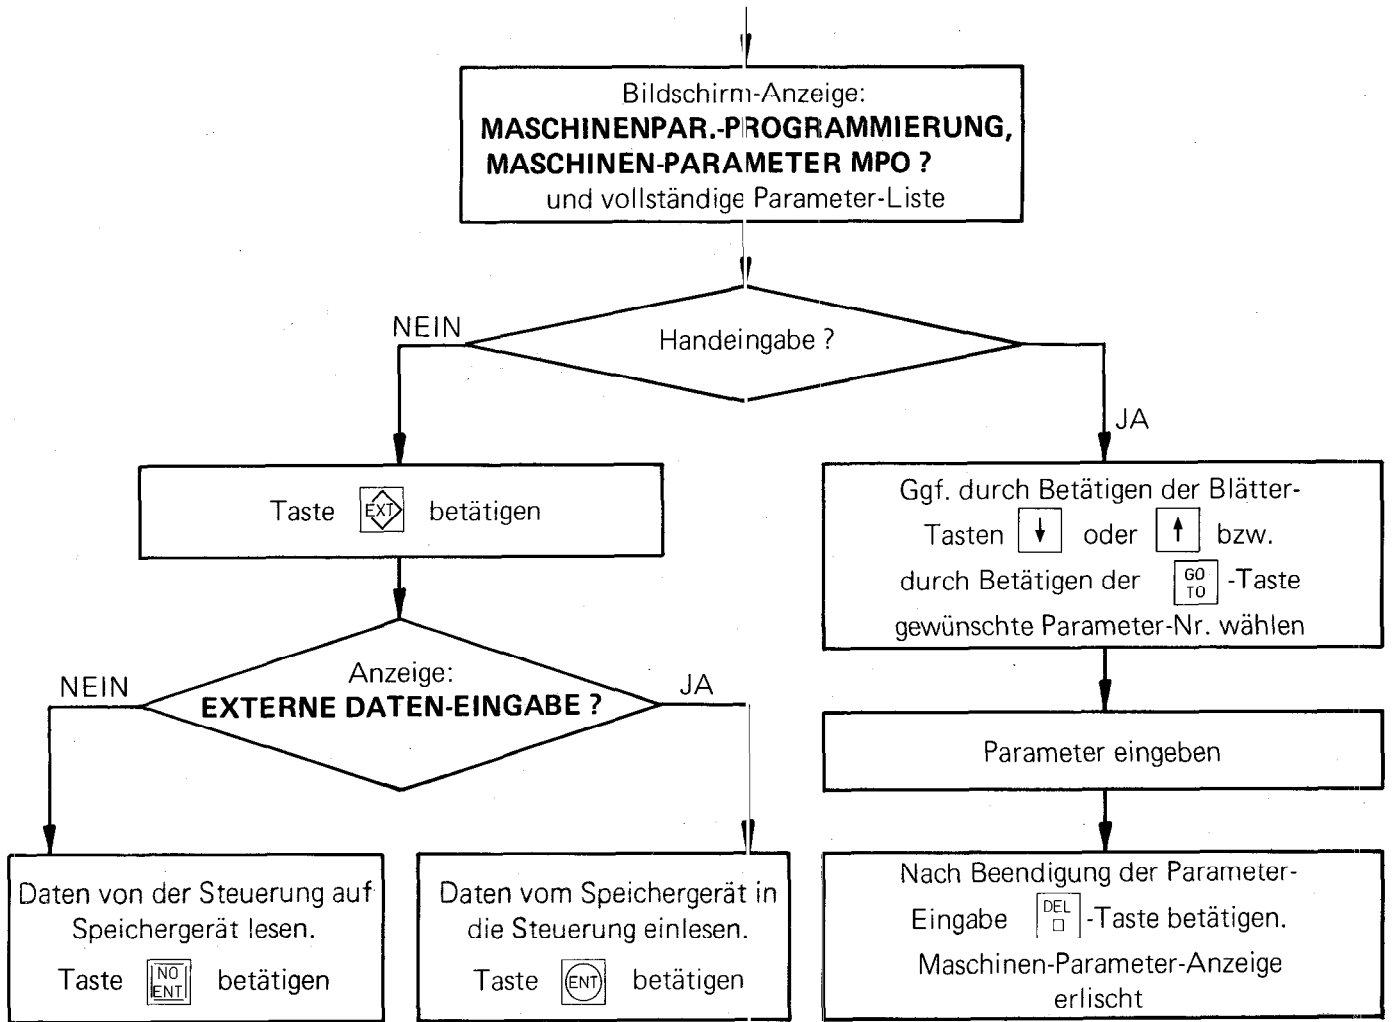 Bildschirm-Anzeige:
MASCHINENPAR.-PROGRAMMIERUNG,
MASCHINEN-PARAMETER MPO ?
und vollständige Parameter-Liste
Handeingabe ?
NEIN
JA
Taste EXT betätigen
Anzeige:
EXTERNE DATEN-EINGABE ?
NEIN
JA
Daten von der Steuerung auf
Speichergerät lesen.
Taste NO
ENT betätigen
Daten vom Speichergerät in
die Steuerung einlesen.
Taste ENT betätigen
Ggf. durch Betätigen der Blätter-
Tasten ↓ oder ↑ bzw.
durch Betätigen der GO
TO -Taste
gewünschte Parameter-Nr. wählen
Parameter eingeben
Nach Beendigung der Parameter-
Eingabe DEL
□ -Taste betätigen.
Maschinen-Parameter-Anzeige
erlischt